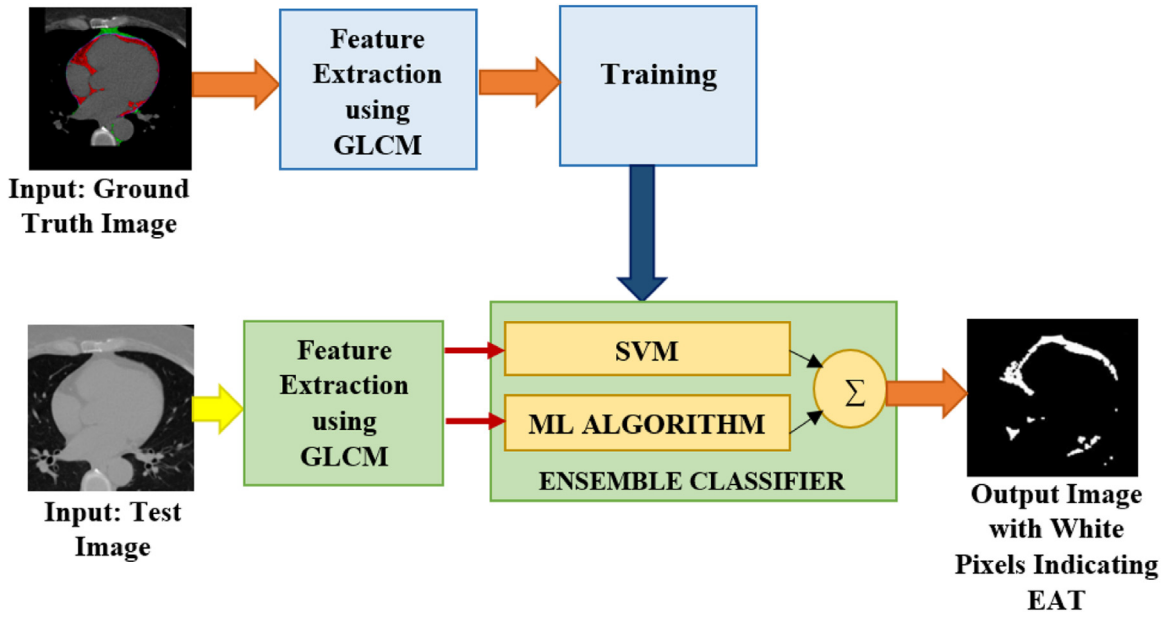 Input: Ground
Truth Image
Feature
Extraction
using
GLCM
Training
Input: Test
Image
Feature
Extraction
using
GLCM
SVM
ML ALGORITHM
∑
ENSEMBLE CLASSIFIER
Output Image
with White
Pixels Indicating
EAT